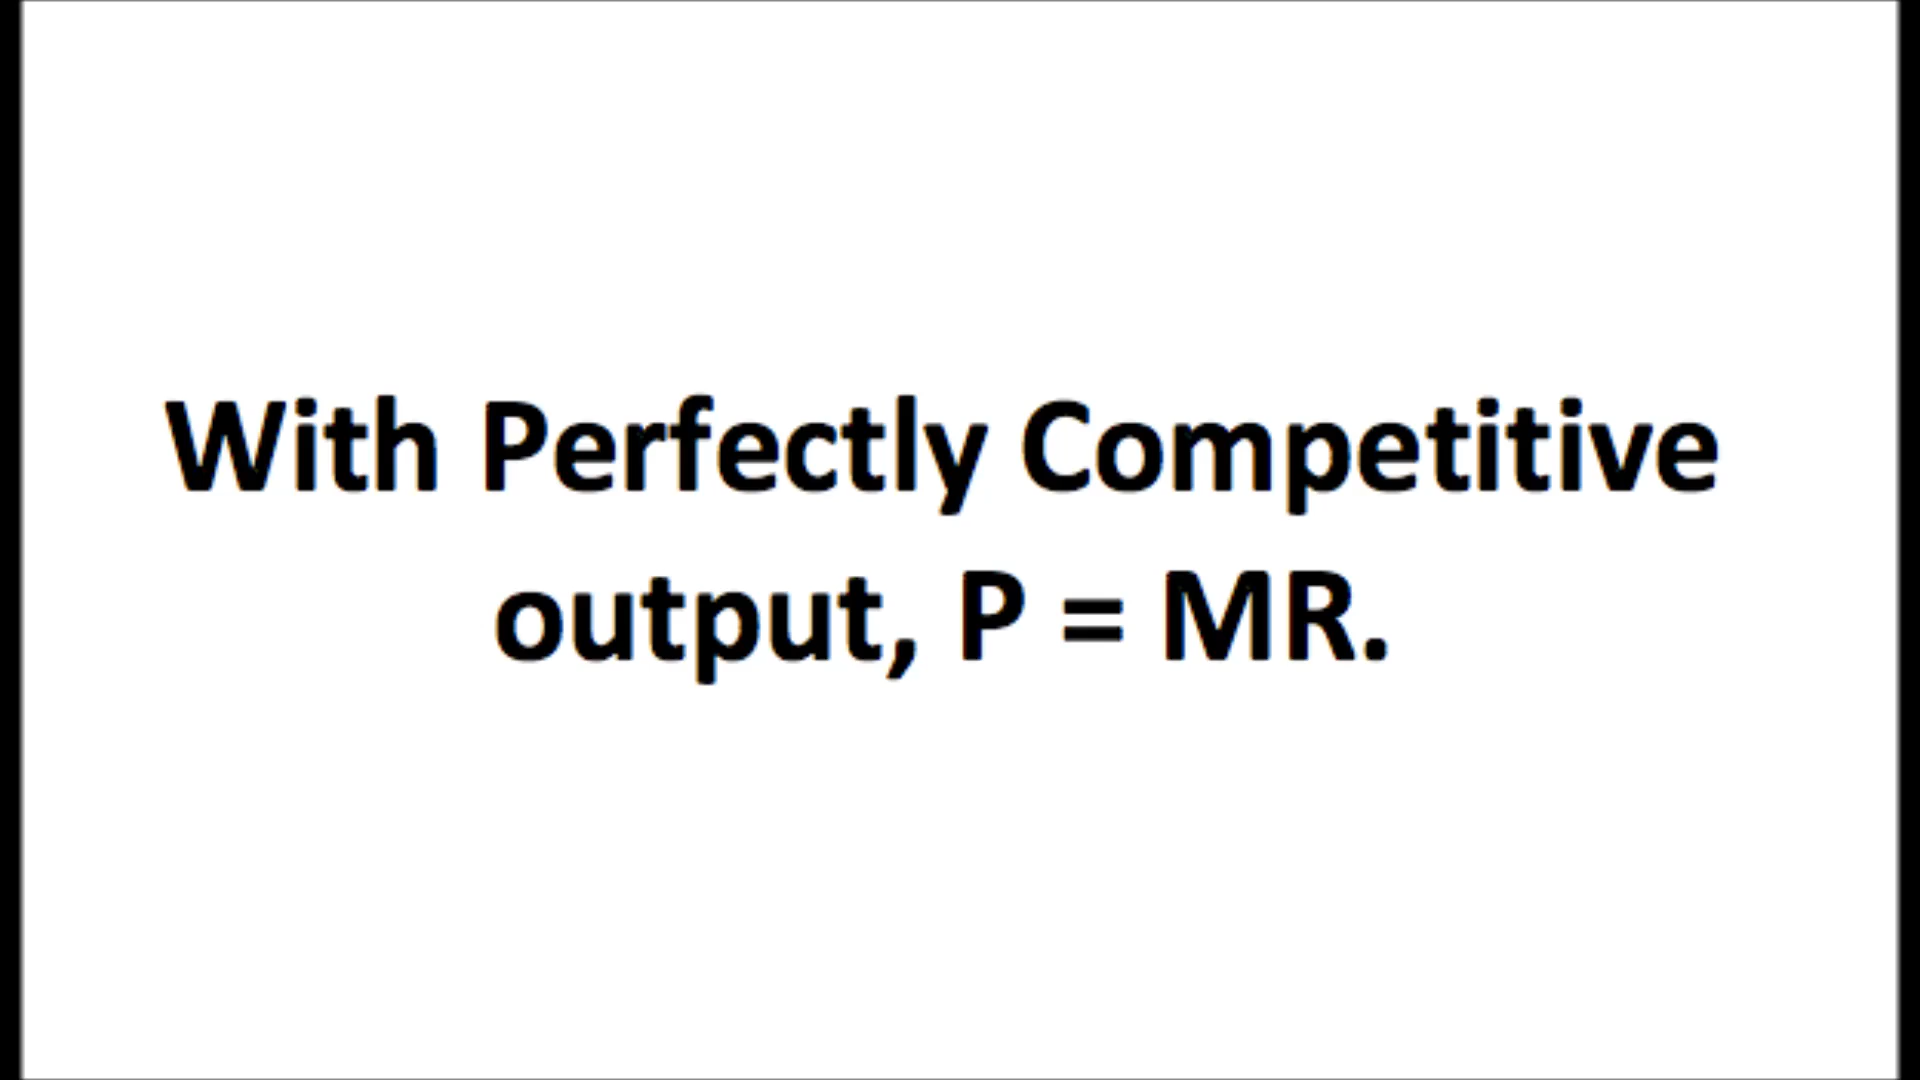 With Perfectly Competitive
output, P = MR.